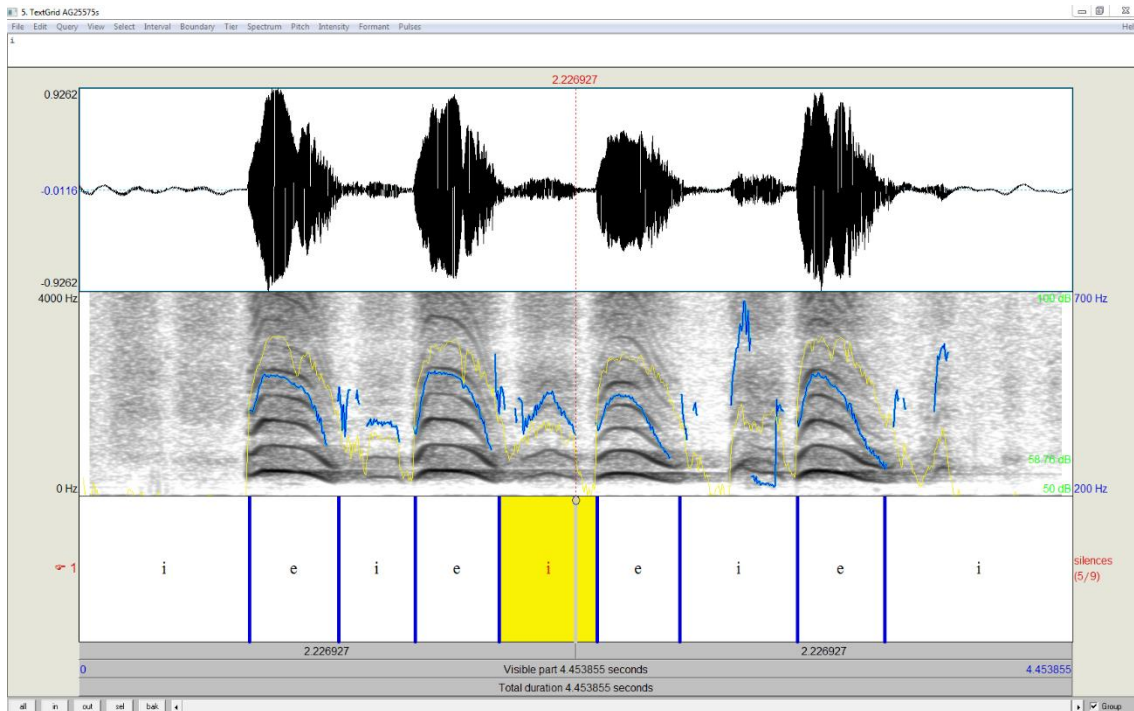 5. TextGrid AG25575s
File Edit Query View Select Interval Boundary Tier Spectrum Pitch Intensity Formant Pulses Hel
i
2.226927
0.9262
-0.0116
-0.9262
4000 Hz 100 dB 700 Hz
58.76 dB
0 Hz 50 dB 200 Hz
1 i e i e i e i e i silences
(5/9)
2.226927 2.226927
0 Visible part 4.453855 seconds 4.453855
Total duration 4.453855 seconds
all in out sel bak Group